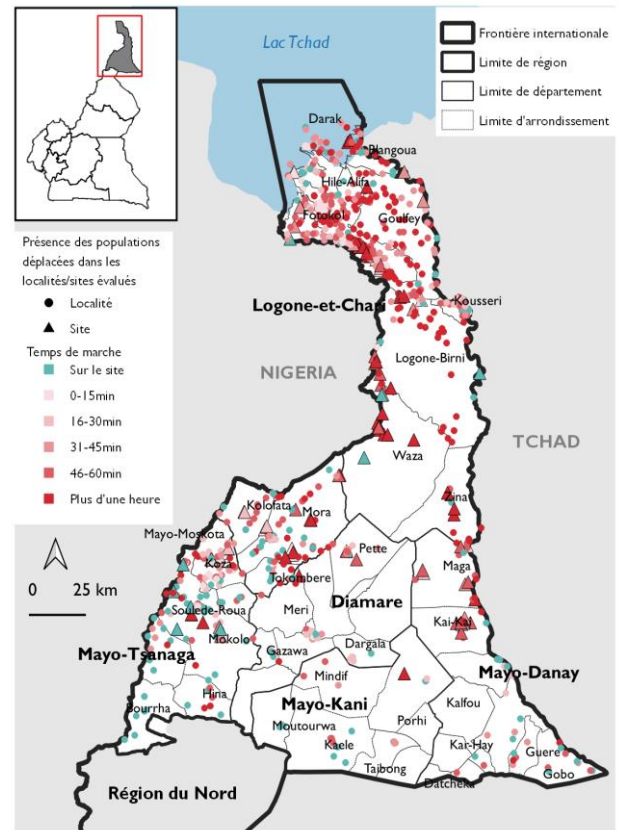 Lac Tchad
Frontière internationale
Limite de région
Limite de département
Limite d'arrondissement
Darak
Blangoua
Hile-Alifa
Fotokol
Goulfey
Présence des populations
déplacées dans les
localités/sites évalués
Localité
Site
Temps de marche
Sur le site
0-15min
16-30min
31-45min
46-60min
Plus d'une heure
Kousseri
Logone-et-Chari
Logone-Birni
NIGERIA
TCHAD
Waza
Zina
Kolofata
Mora
Mayo-Moskota
Koza
Pette
Maga
Tokombere
0 25 km
Meri
Diamare
Soulede-Roua
Kai-Kai
Mokolo
Dargala
Mayo-Tsanaga
Gazawa
Mindif
Mayo-Danay
Hina
Bourrha
Mayo-Kani
Kalfou
Moutourwa
Porhi
Kaele
Kar-Hay
Guere
Taibong
Gobo
Datcheka
Région du Nord